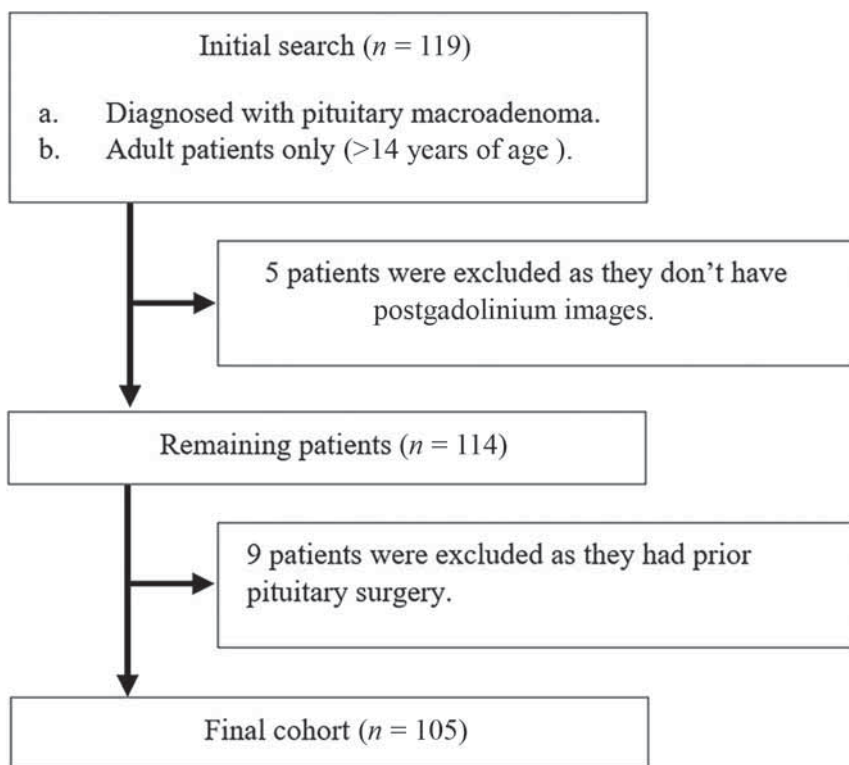 Initial search (n = 119)
a. Diagnosed with pituitary macroadenoma.
b. Adult patients only (>14 years of age ).
5 patients were excluded as they don’t have
postgadolinium images.
Remaining patients (n = 114)
9 patients were excluded as they had prior
pituitary surgery.
Final cohort (n = 105)